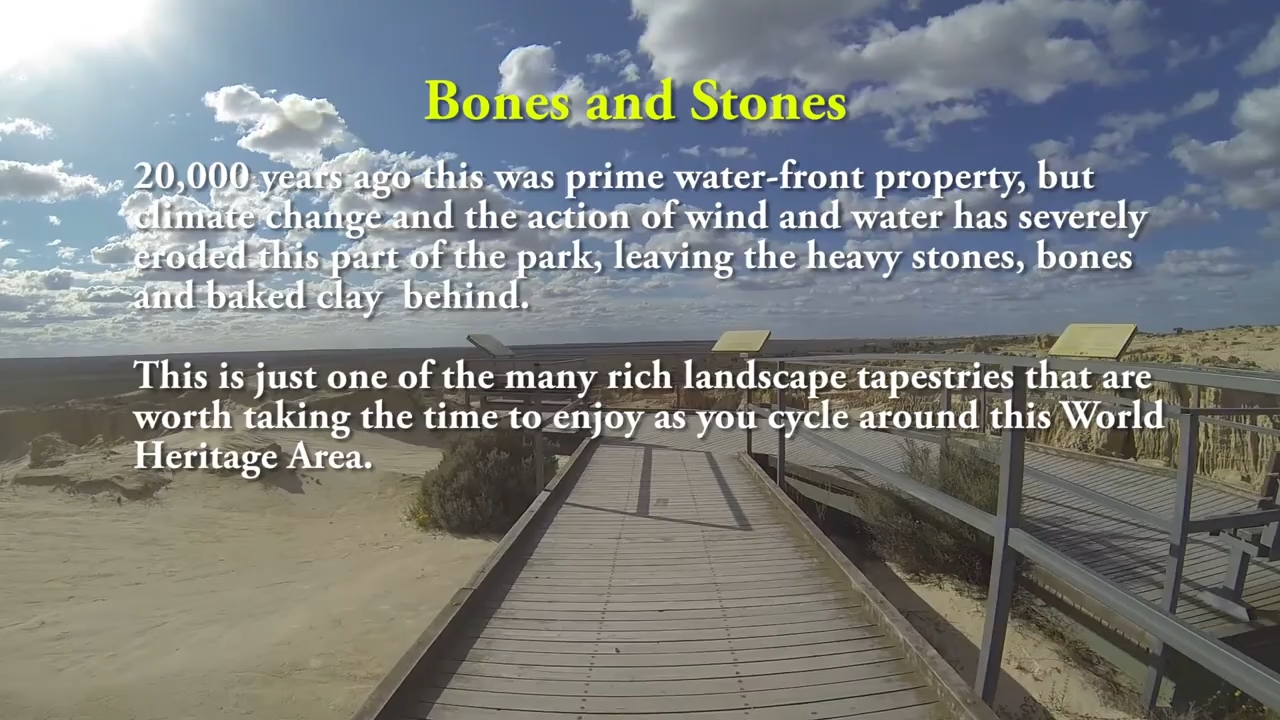 Bones and Stones
20,000 years ago this was prime water-front property, but
climate change and the action of wind and water has severely
eroded this part of the park, leaving the heavy stones, bones
and baked clay  behind.
This is just one of the many rich landscape tapestries that are
worth taking the time to enjoy as you cycle around this World
Heritage Area.